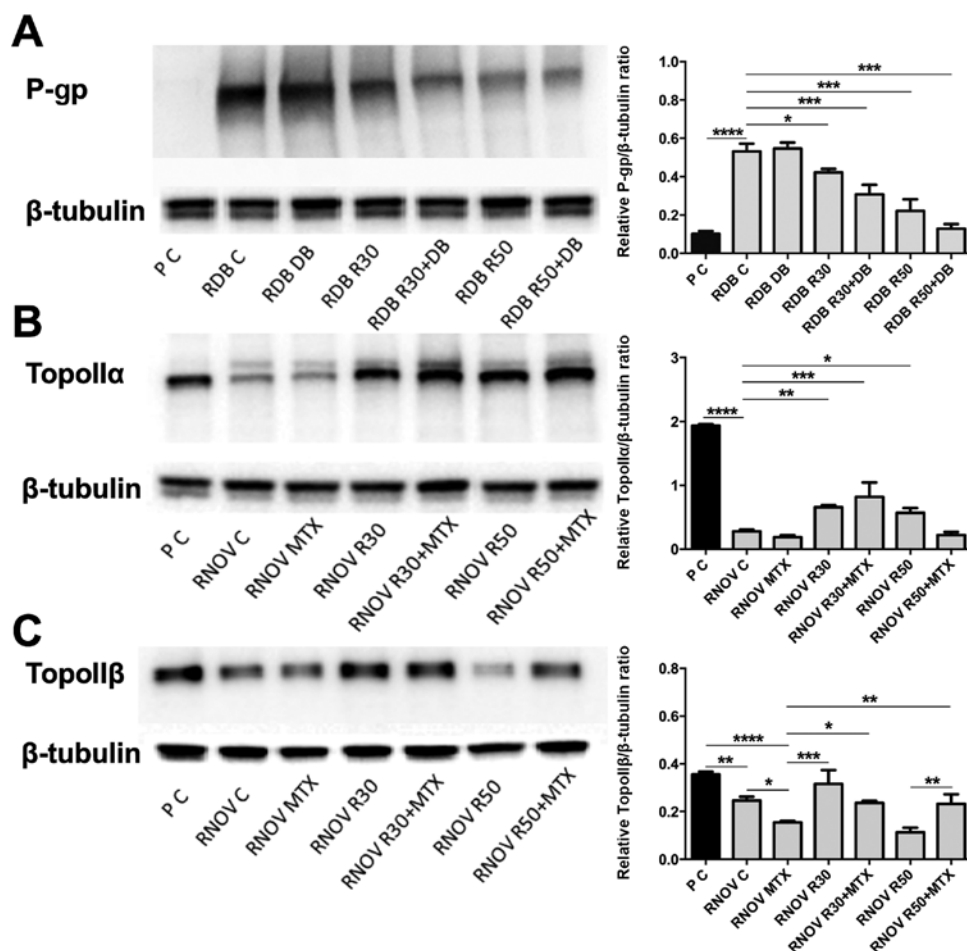 A
P-gp
β-tubulin
P C
RDB C
RDB DB
RDB R30
RDB R30+DB
RDB R50
RDB R50+DB
Relative P-gp/β-tubulin ratio
1.0
0.8
0.6
0.4
0.2
0.0
***
***
***
*
****
P C
RDB C
RDB DB
RDB R30
RDB R30+DB
RDB R50
RDB R50+DB
B
TopoIIα
β-tubulin
P C
RNOV C
RNOV MTX
RNOV R30
RNOV R30+MTX
RNOV R50
RNOV R50+MTX
Relative TopoIIα/β-tubulin ratio
3
2
1
0
*
***
**
****
P C
RNOV C
RNOV MTX
RNOV R30
RNOV R30+MTX
RNOV R50
RNOV R50+MTX
C
TopoIIβ
β-tubulin
P C
RNOV C
RNOV MTX
RNOV R30
RNOV R30+MTX
RNOV R50
RNOV R50+MTX
Relative TopoIIβ/β-tubulin ratio
0.8
0.6
0.4
0.2
0.0
**
*
****
***
**
*
**
P C
RNOV C
RNOV MTX
RNOV R30
RNOV R30+MTX
RNOV R50
RNOV R50+MTX